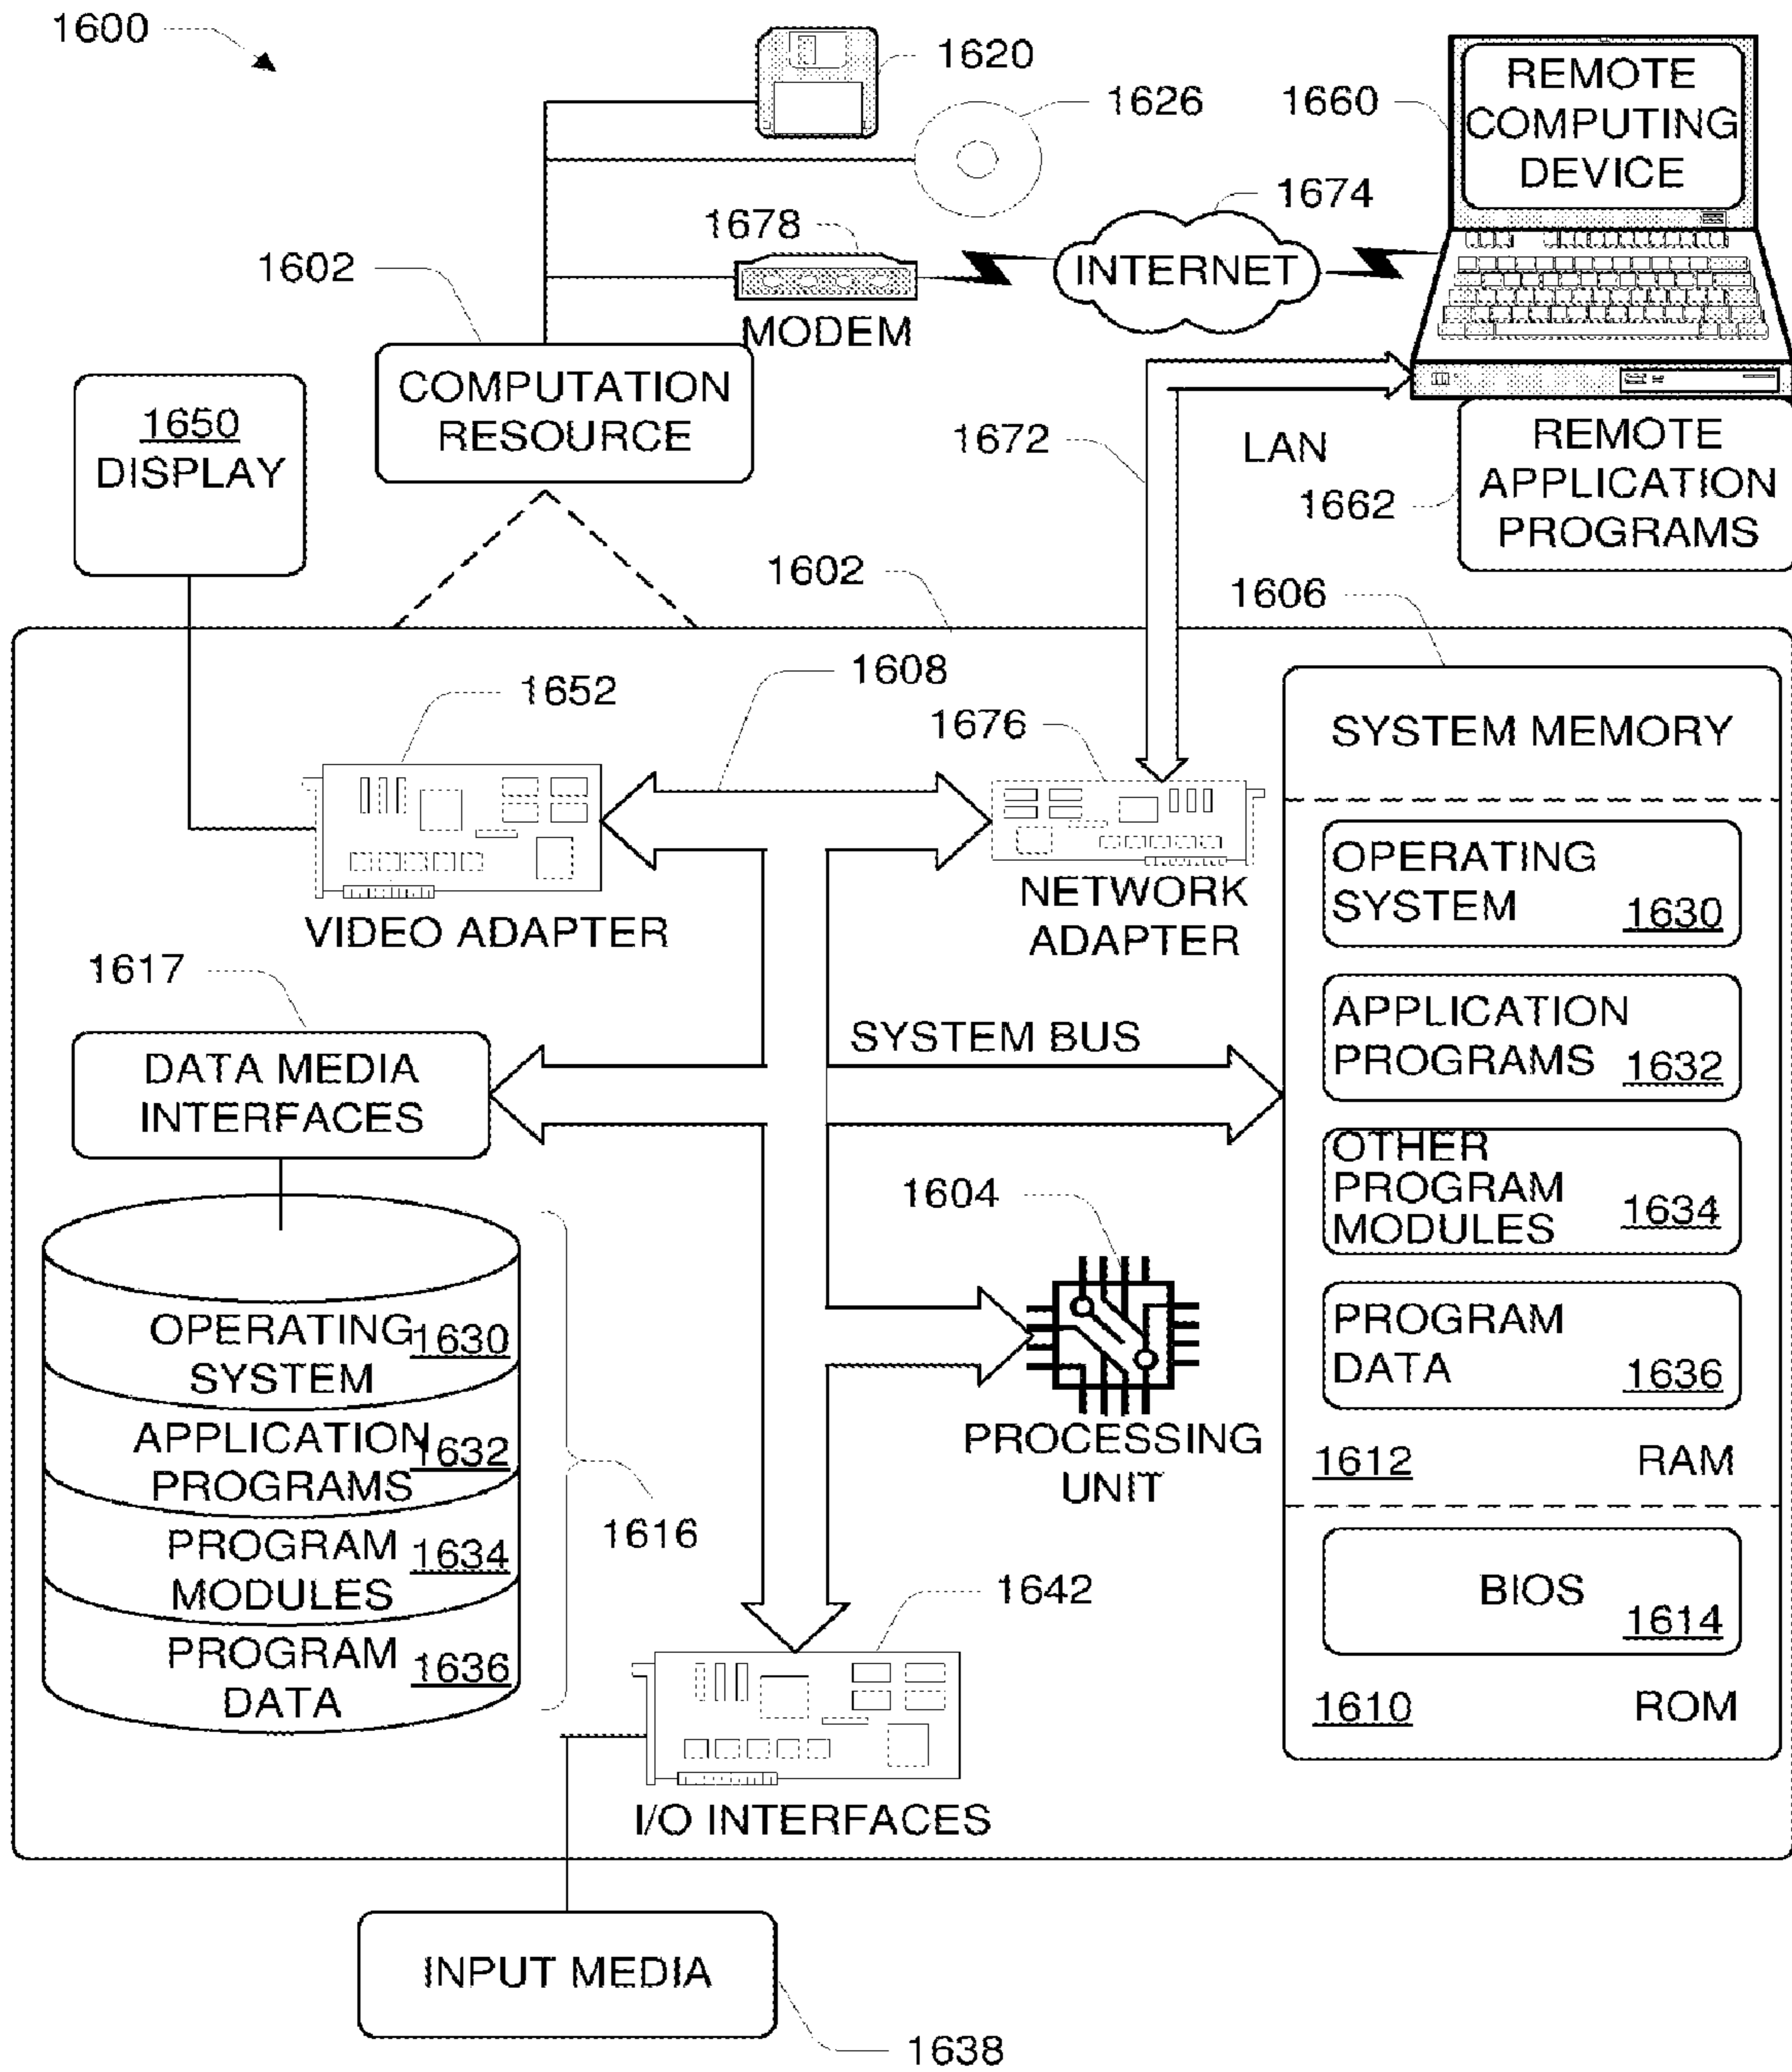 1600
1620
1626
1660
REMOTE
COMPUTING
DEVICE
1674
1678
INTERNET
1602
MODEM
COMPUTATION
RESOURCE
1650
DISPLAY
1672
LAN
REMOTE
APPLICATION
PROGRAMS
1662
1602
1606
1608
1652
1676
SYSTEM MEMORY
VIDEO ADAPTER
NETWORK
ADAPTER
OPERATING
SYSTEM 1630
1617
APPLICATION
PROGRAMS 1632
SYSTEM BUS
DATA MEDIA
INTERFACES
OTHER
PROGRAM
MODULES 1634
1604
PROGRAM
DATA 1636
PROCESSING
UNIT
1612 RAM
OPERATING 1630
SYSTEM
APPLICATION 1632
PROGRAMS
PROGRAM 1634
MODULES
PROGRAM 1636
DATA
1616
1642
BIOS
1614
1610 ROM
I/O INTERFACES
INPUT MEDIA
1638